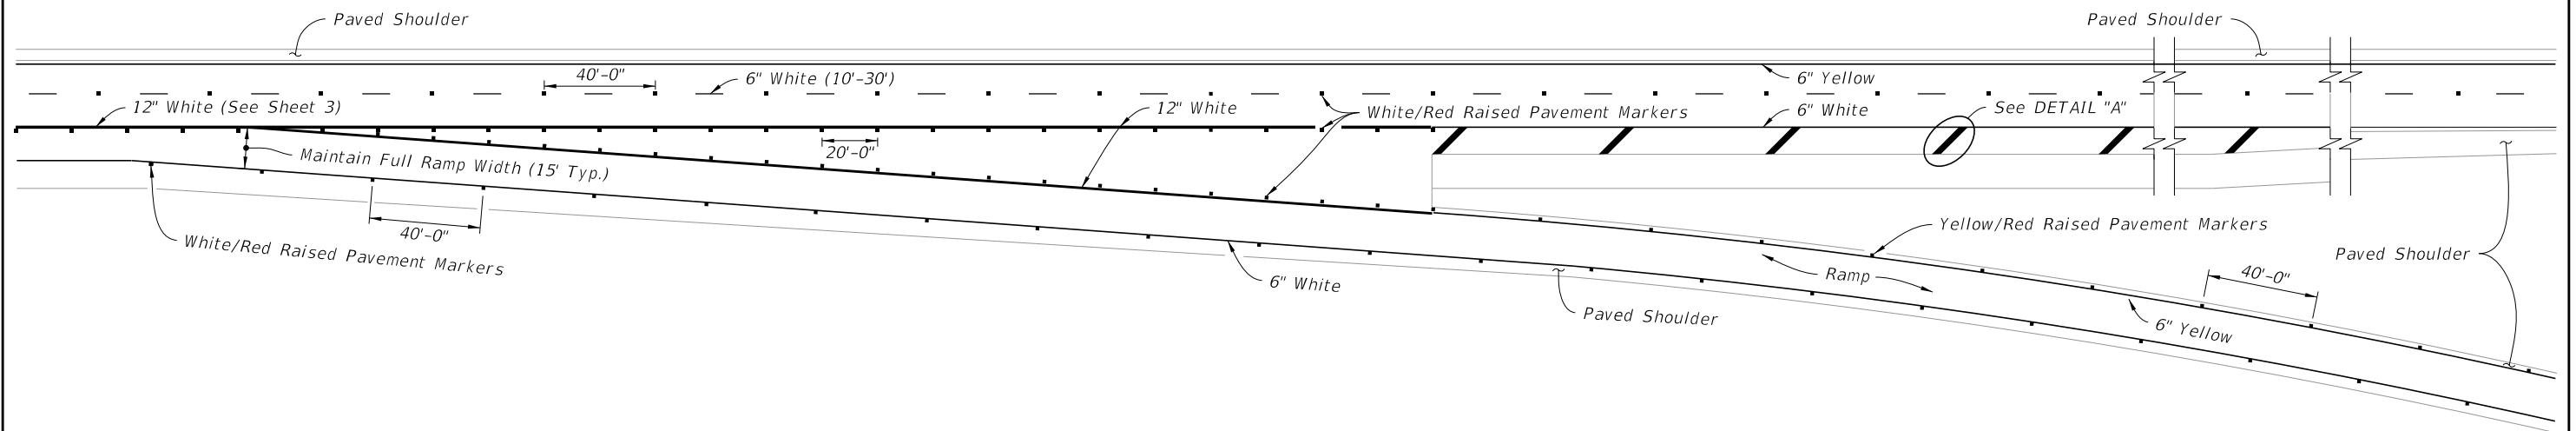 Paved Shoulder
Paved Shoulder
40'-0"
6" White (10'-30')
6" Yellow
12" White (See Sheet 3)
12" White
White/Red Raised Pavement Markers
6" White
See DETAIL "A"
20'-0"
Maintain Full Ramp Width (15' Typ.)
40'-0"
White/Red Raised Pavement Markers
Yellow/Red Raised Pavement Markers
Paved Shoulder
Ramp
40'-0"
6" White
Paved Shoulder
6" Yellow